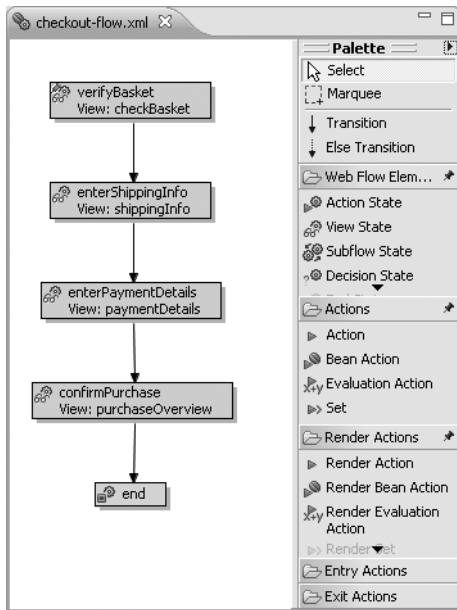 checkout-flow.xml
verifyBasket
View: checkBasket
enterShippingInfo
View: shippingInfo
enterPaymentDetails
View: paymentDetails
confirmPurchase
View: purchaseOverview
end
Palette
Select
Marquee
Transition
Else Transition
Web Flow Elem...
Action State
View State
Subflow State
Decision State
Actions
Action
Bean Action
Evaluation Action
Set
Render Actions
Render Action
Render Bean Action
Render Evaluation
Action
Render Set
Entry Actions
Exit Actions